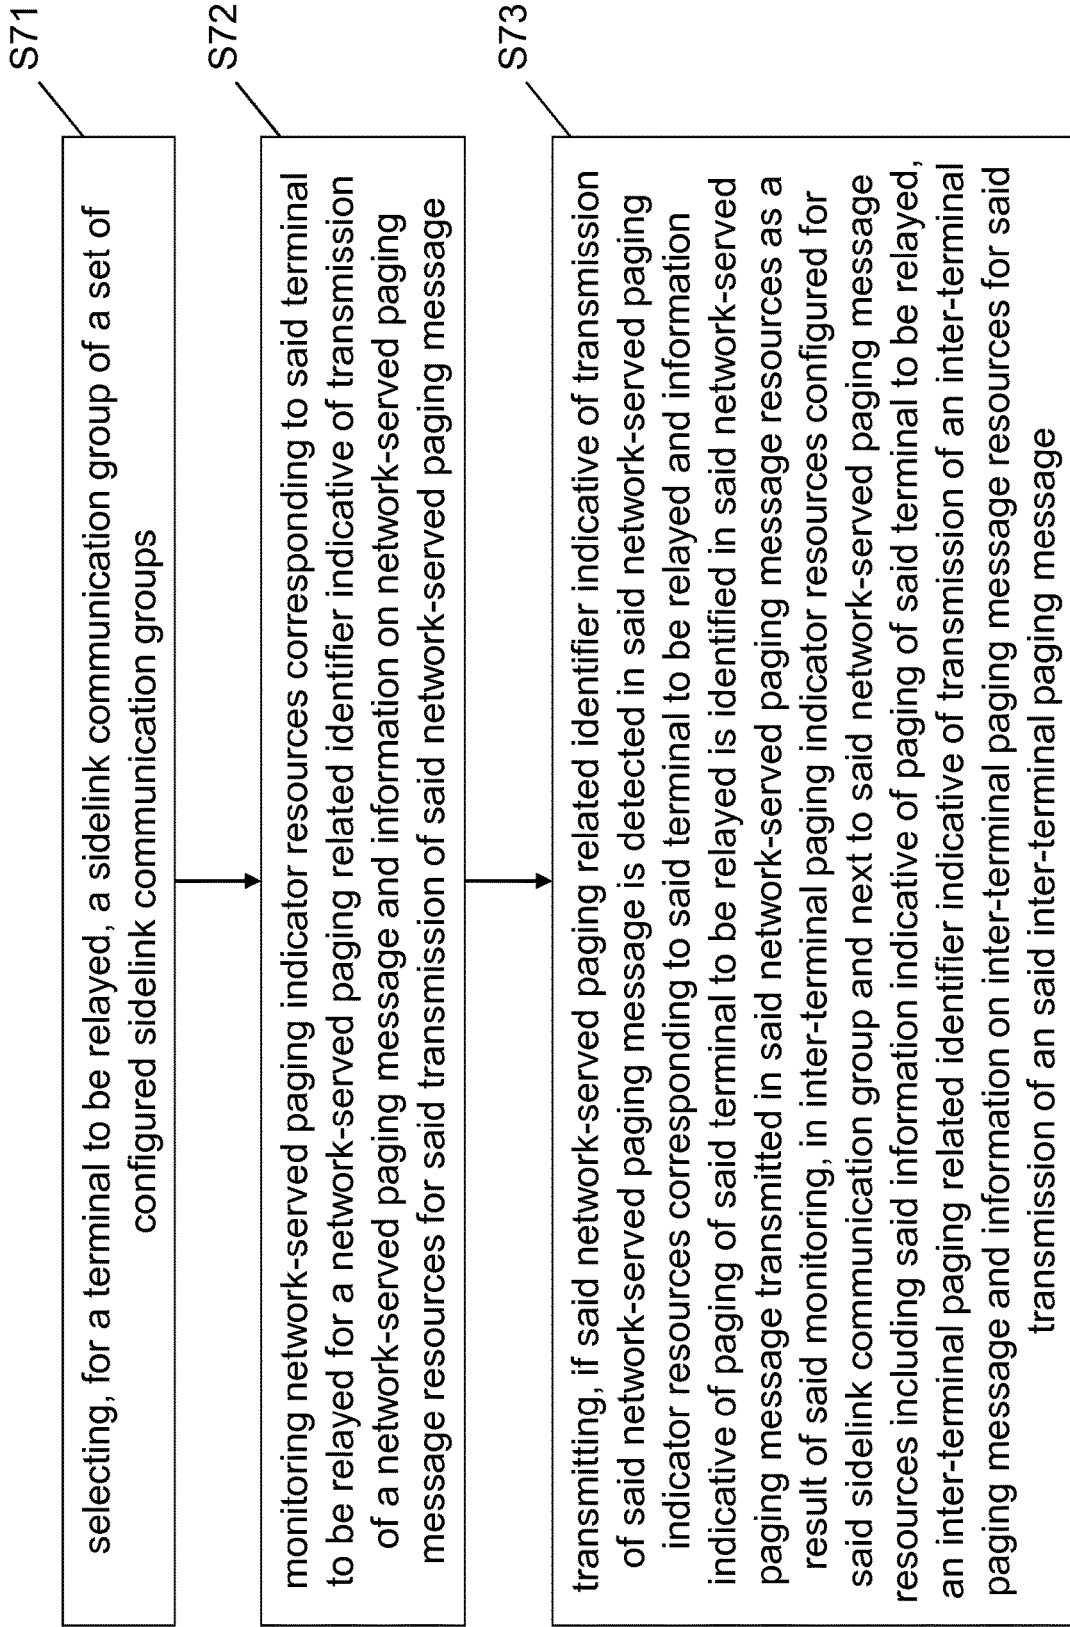 S71
selecting, for a terminal to be relayed, a sidelink communication group of a set of
configured sidelink communication groups
S72
monitoring network-served paging indicator resources corresponding to said terminal
to be relayed for a network-served paging related identifier indicative of transmission
of a network-served paging message and information on network-served paging
message resources for said transmission of said network-served paging message
S73
transmitting, if said network-served paging related identifier indicative of transmission
of said network-served paging message is detected in said network-served paging
indicator resources corresponding to said terminal to be relayed and information
indicative of paging of said terminal to be relayed is identified in said network-served
paging message transmitted in said network-served paging message resources as a
result of said monitoring, in inter-terminal paging indicator resources configured for
said sidelink communication group and next to said network-served paging message
resources including said information indicative of paging of said terminal to be relayed,
an inter-terminal paging related identifier indicative of transmission of an inter-terminal
paging message and information on inter-terminal paging message resources for said
transmission of an said inter-terminal paging message